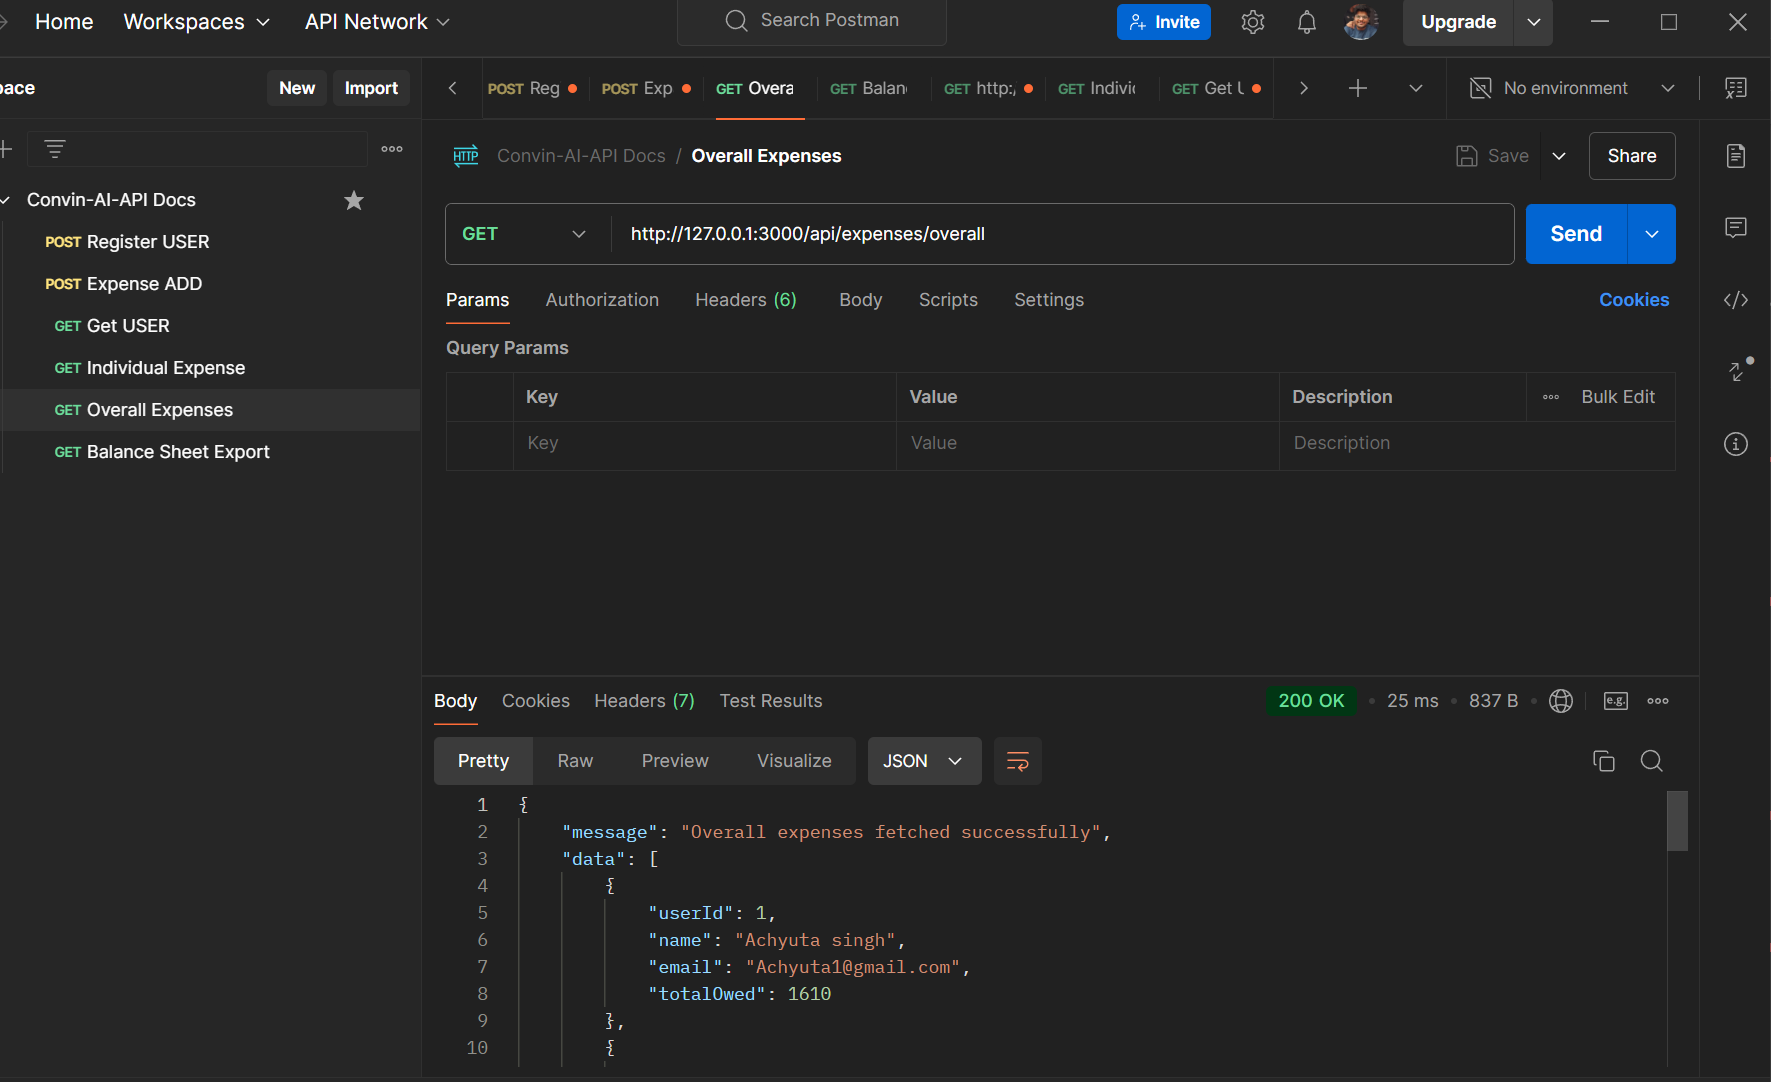 Home Workspaces API Network Search Postman Invite Upgrade
pace New Import
POST Reg POST Exp GET Overa GET Balan GET http:/ GET Indivi GET Get U No environment
Convin-AI-API Docs / Overall Expenses Save Share
Convin-AI-API Docs
POST Register USER
POST Expense ADD
GET Get USER
GET Individual Expense
GET Overall Expenses
GET Balance Sheet Export
GET http://127.0.0.1:3000/api/expenses/overall Send
Params Authorization Headers (6) Body Scripts Settings Cookies
Query Params
Key Value Description Bulk Edit
Key Value Description
Body Cookies Headers (7) Test Results 200 OK 25 ms 837 B e.g.
Pretty Raw Preview Visualize JSON
1 {
2 "message": "Overall expenses fetched successfully",
3 "data": [
4 {
5 "userId": 1,
6 "name": "Achyuta singh",
7 "email": "Achyuta1@gmail.com",
8 "totalOwed": 1610
9 },
10 {